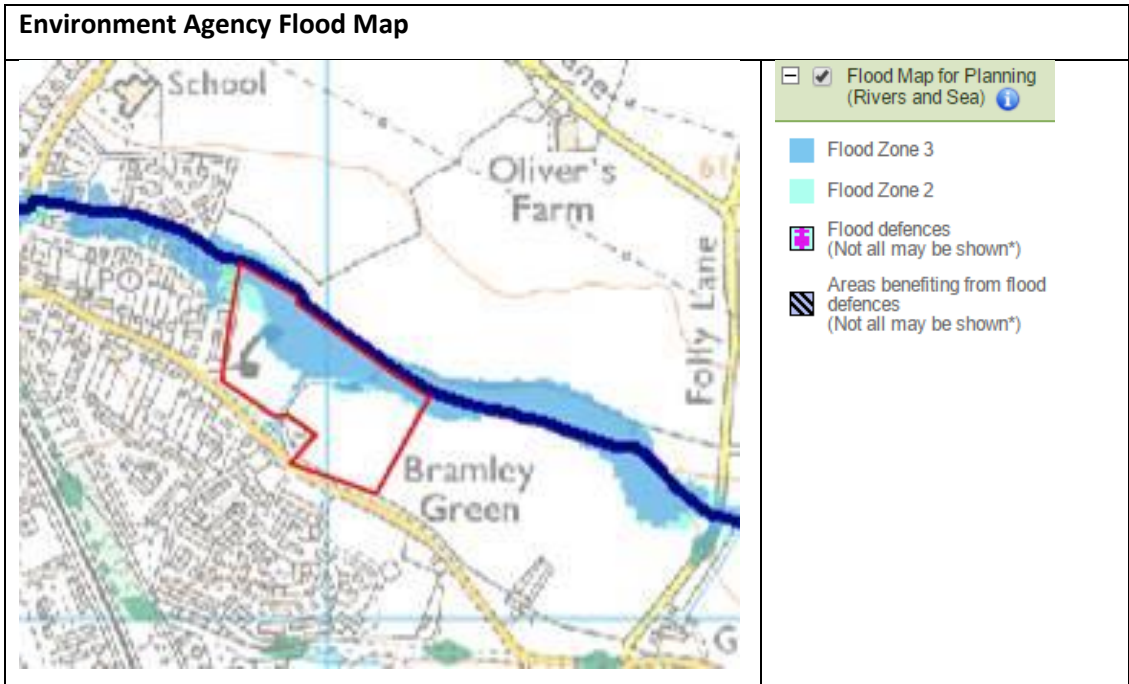 Environment Agency Flood Map
School
Oliver's
Farm
Folly Lane
PO
Bramley
Green
G
Flood Map for Planning
(Rivers and Sea)
Flood Zone 3
Flood Zone 2
Flood defences
(Not all may be shown*)
Areas benefiting from flood
defences
(Not all may be shown*)